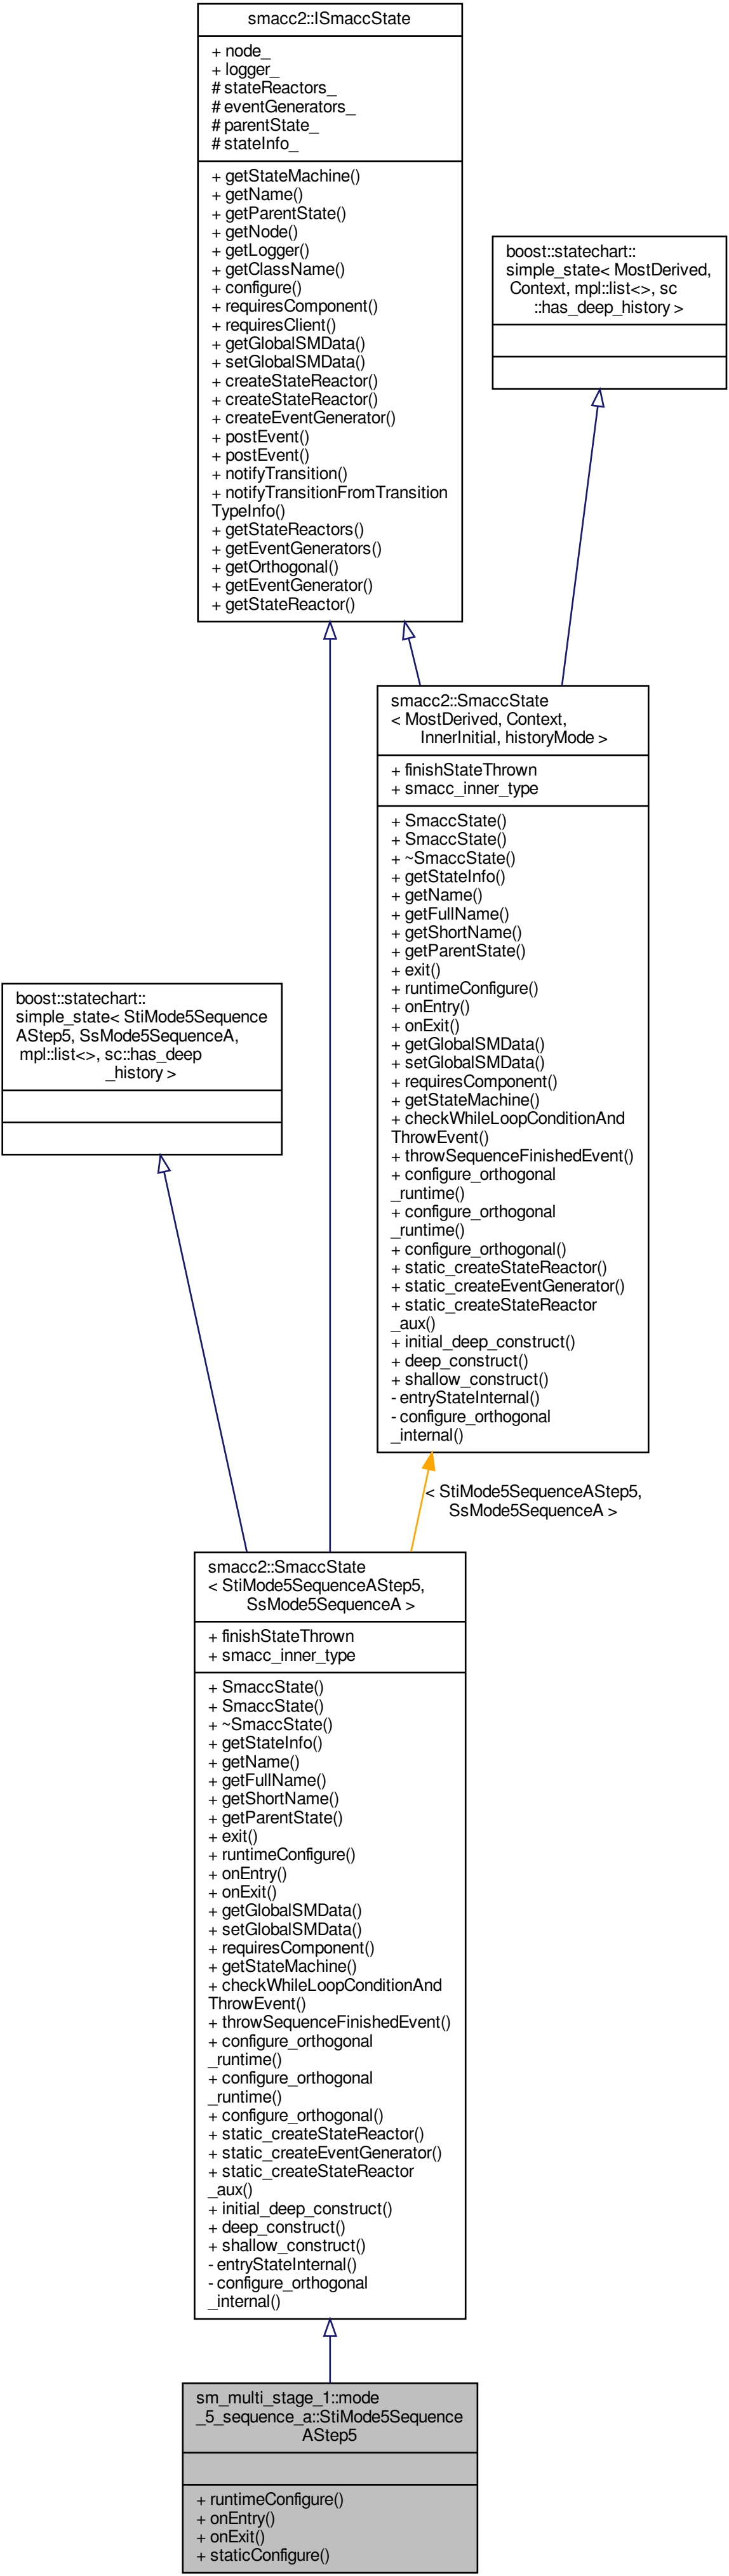 smacc2::ISmaccState
+ node_
+ logger_
# stateReactors_
# eventGenerators_
# parentState_
# stateInfo_
+ getStateMachine()
+ getName()
+ getParentState()
+ getNode()
+ getLogger()
+ getClassName()
+ configure()
+ requiresComponent()
+ requiresClient()
+ getGlobalSMData()
+ setGlobalSMData()
+ createStateReactor()
+ createStateReactor()
+ createEventGenerator()
+ postEvent()
+ postEvent()
+ notifyTransition()
+ notifyTransitionFromTransition
TypeInfo()
+ getStateReactors()
+ getEventGenerators()
+ getOrthogonal()
+ getEventGenerator()
+ getStateReactor()
boost::statechart::
simple_state< MostDerived,
Context, mpl::list<>, sc
::has_deep_history >
smacc2::SmaccState
< MostDerived, Context,
InnerInitial, historyMode >
+ finishStateThrown
+ smacc_inner_type
+ SmaccState()
+ SmaccState()
+ ~SmaccState()
+ getStateInfo()
+ getName()
+ getFullName()
+ getShortName()
+ getParentState()
+ exit()
+ runtimeConfigure()
+ onEntry()
+ onExit()
+ getGlobalSMData()
+ setGlobalSMData()
+ requiresComponent()
+ getStateMachine()
+ checkWhileLoopConditionAnd
ThrowEvent()
+ throwSequenceFinishedEvent()
+ configure_orthogonal
_runtime()
+ configure_orthogonal
_runtime()
+ configure_orthogonal()
+ static_createStateReactor()
+ static_createEventGenerator()
+ static_createStateReactor
_aux()
+ initial_deep_construct()
+ deep_construct()
+ shallow_construct()
- entryStateInternal()
- configure_orthogonal
_internal()
boost::statechart::
simple_state< StiMode5Sequence
AStep5, SsMode5SequenceA,
mpl::list<>, sc::has_deep
_history >
< StiMode5SequenceAStep5,
SsMode5SequenceA >
smacc2::SmaccState
< StiMode5SequenceAStep5,
SsMode5SequenceA >
+ finishStateThrown
+ smacc_inner_type
+ SmaccState()
+ SmaccState()
+ ~SmaccState()
+ getStateInfo()
+ getName()
+ getFullName()
+ getShortName()
+ getParentState()
+ exit()
+ runtimeConfigure()
+ onEntry()
+ onExit()
+ getGlobalSMData()
+ setGlobalSMData()
+ requiresComponent()
+ getStateMachine()
+ checkWhileLoopConditionAnd
ThrowEvent()
+ throwSequenceFinishedEvent()
+ configure_orthogonal
_runtime()
+ configure_orthogonal
_runtime()
+ configure_orthogonal()
+ static_createStateReactor()
+ static_createEventGenerator()
+ static_createStateReactor
_aux()
+ initial_deep_construct()
+ deep_construct()
+ shallow_construct()
- entryStateInternal()
- configure_orthogonal
_internal()
sm_multi_stage_1::mode
_5_sequence_a::StiMode5Sequence
AStep5
+ runtimeConfigure()
+ onEntry()
+ onExit()
+ staticConfigure()